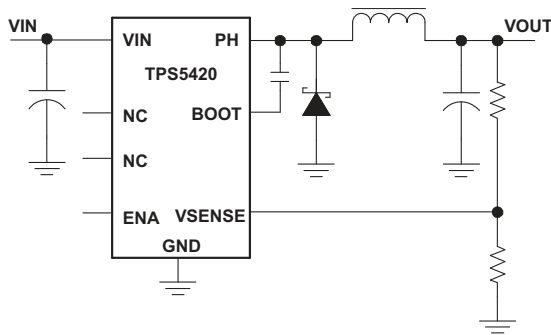 VIN
VOUT
VIN
PH
TPS5420
NC
BOOT
NC
ENA
VSENSE
GND